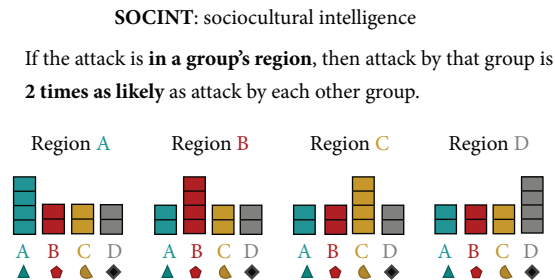 SOCINT: sociocultural intelligence
If the attack is in a group's region, then attack by that group is
2 times as likely as attack by each other group.
Region A Region B Region C Region D
A B C D A B C D A B C D A B C D